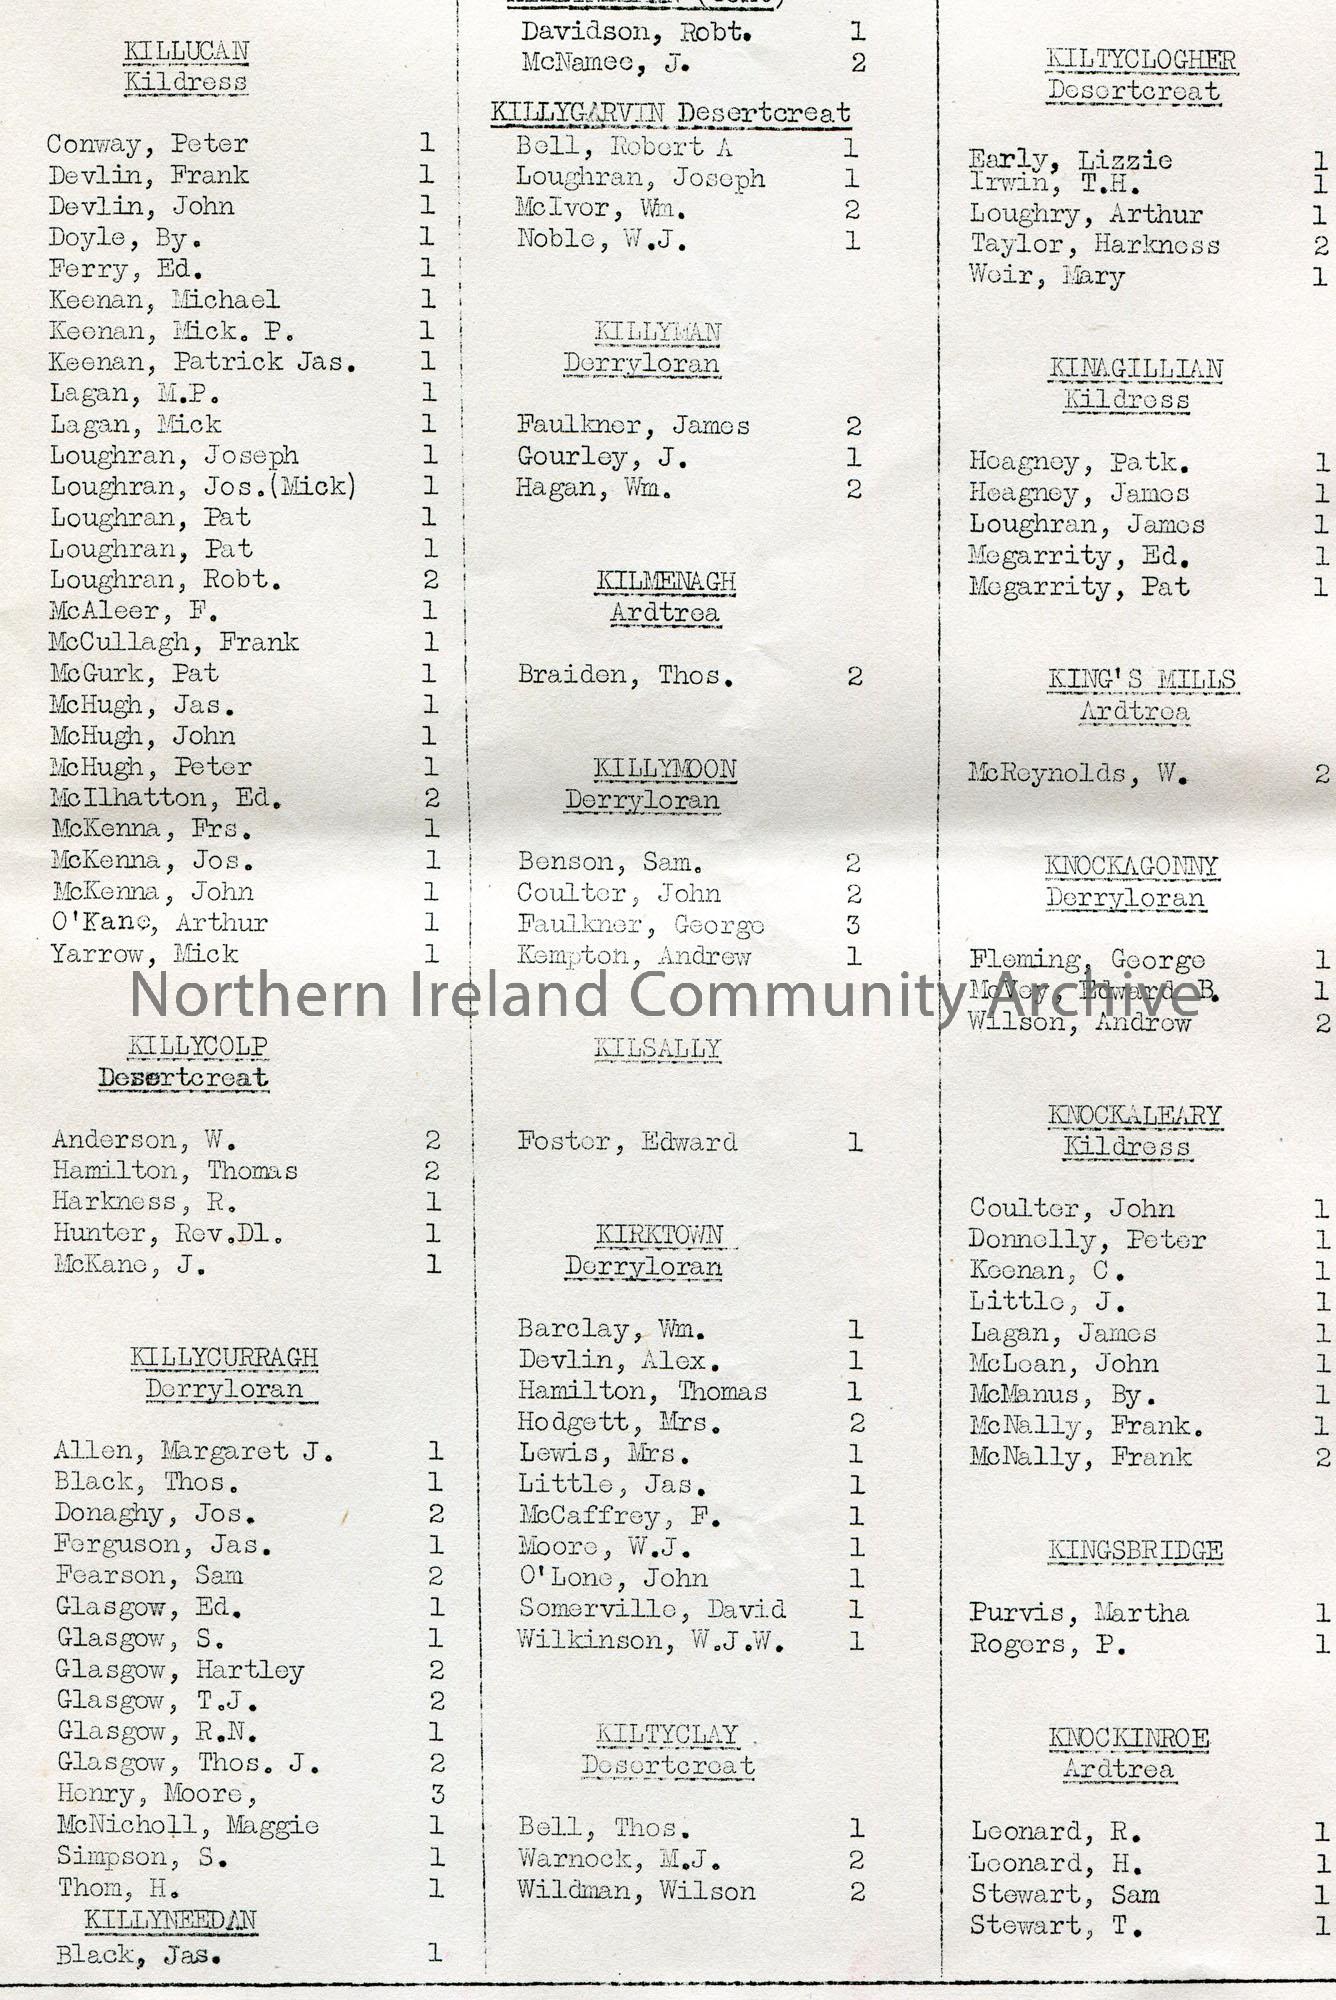 KILLUCAN
Kildress
Conway, Peter 1
Devlin, Frank 1
Devlin, John 1
Doyle, By. 1
Ferry, Ed. 1
Keenan, Michael 1
Keenan, Mick. P. 1
Keenan, Patrick Jas. 1
Lagan, M.P. 1
Lagan, Mick 1
Loughran, Joseph 1
Loughran, Jos.(Mick) 1
Loughran, Pat 1
Loughran, Pat 1
Loughran, Robt. 2
McAleer, F. 1
McCullagh, Frank 1
McGurk, Pat 1
McHugh, Jas. 1
McHugh, John 1
McHugh, Peter 1
McIlhatton, Ed. 2
McKenna, Frs. 1
McKenna, Jos. 1
McKenna, John 1
O'Kane, Arthur 1
Yarrow, Mick 1
KILLYCOLP
Desertcreat
Anderson, W. 2
Hamilton, Thomas 2
Harkness, R. 1
Hunter, Rev.Dl. 1
McKane, J. 1
KILLYCURRAGH
Derryloran
Allen, Margaret J. 1
Black, Thos. 1
Donaghy, Jos. 2
Ferguson, Jas. 1
Fearson, Sam 2
Glasgow, Ed. 1
Glasgow, S. 1
Glasgow, Hartley 2
Glasgow, T.J. 2
Glasgow, R.N. 1
Glasgow, Thos. J. 2
Henry, Moore, 3
McNicholl, Maggie 1
Simpson, S. 1
Thom, H. 1
KILLYNEEDAN
Black, Jas. 1
Davidson, Robt. 1
McNamee, J. 2
KILLYGARVIN Desertcreat
Bell, Robert A 1
Loughran, Joseph 1
McIvor, Wm. 2
Noble, W.J. 1
KILLYMAN
Derryloran
Faulkner, James 2
Gourley, J. 1
Hagan, Wm. 2
KILMENAGH
Ardtrea
Braiden, Thos. 2
KILLYMOON
Derryloran
Benson, Sam. 2
Coulter, John 2
Faulkner, George 3
Kempton, Andrew 1
KILSALLY
Foster, Edward 1
KIRKTOWN
Derryloran
Barclay, Wm. 1
Devlin, Alex. 1
Hamilton, Thomas 1
Hodgett, Mrs. 2
Lewis, Mrs. 1
Little, Jas. 1
McCaffrey, F. 1
Moore, W.J. 1
O'Lone, John 1
Somerville, David 1
Wilkinson, W.J.W. 1
KILTYCLAY
Desertcreat
Bell, Thos. 1
Warnock, M.J. 2
Wildman, Wilson 2
KILTYCLOGHER
Desertcreat
Early, Lizzie 1
Irwin, T.H. 1
Loughry, Arthur 1
Taylor, Harkness 2
Weir, Mary 1
KINAGILLIAN
Kildress
Heagney, Patk. 1
Heagney, James 1
Loughran, James 1
Megarrity, Ed. 1
Megarrity, Pat 1
KING'S MILLS
Ardtrea
McReynolds, W. 2
KNOCKAGONNY
Derryloran
Fleming, George 1
McVey, Edward B. 1
Wilson, Andrew 2
KNOCKALEARY
Kildress
Coulter, John 1
Donnelly, Peter 1
Keenan, C. 1
Little, J. 1
Lagan, James 1
McLean, John 1
McManus, By. 1
McNally, Frank. 1
McNally, Frank 2
KINGSBRIDGE
Purvis, Martha 1
Rogers, P. 1
KNOCKINROE
Ardtrea
Leonard, R. 1
Leonard, H. 1
Stewart, Sam 1
Stewart, T. 1
Northern Ireland Community Archive